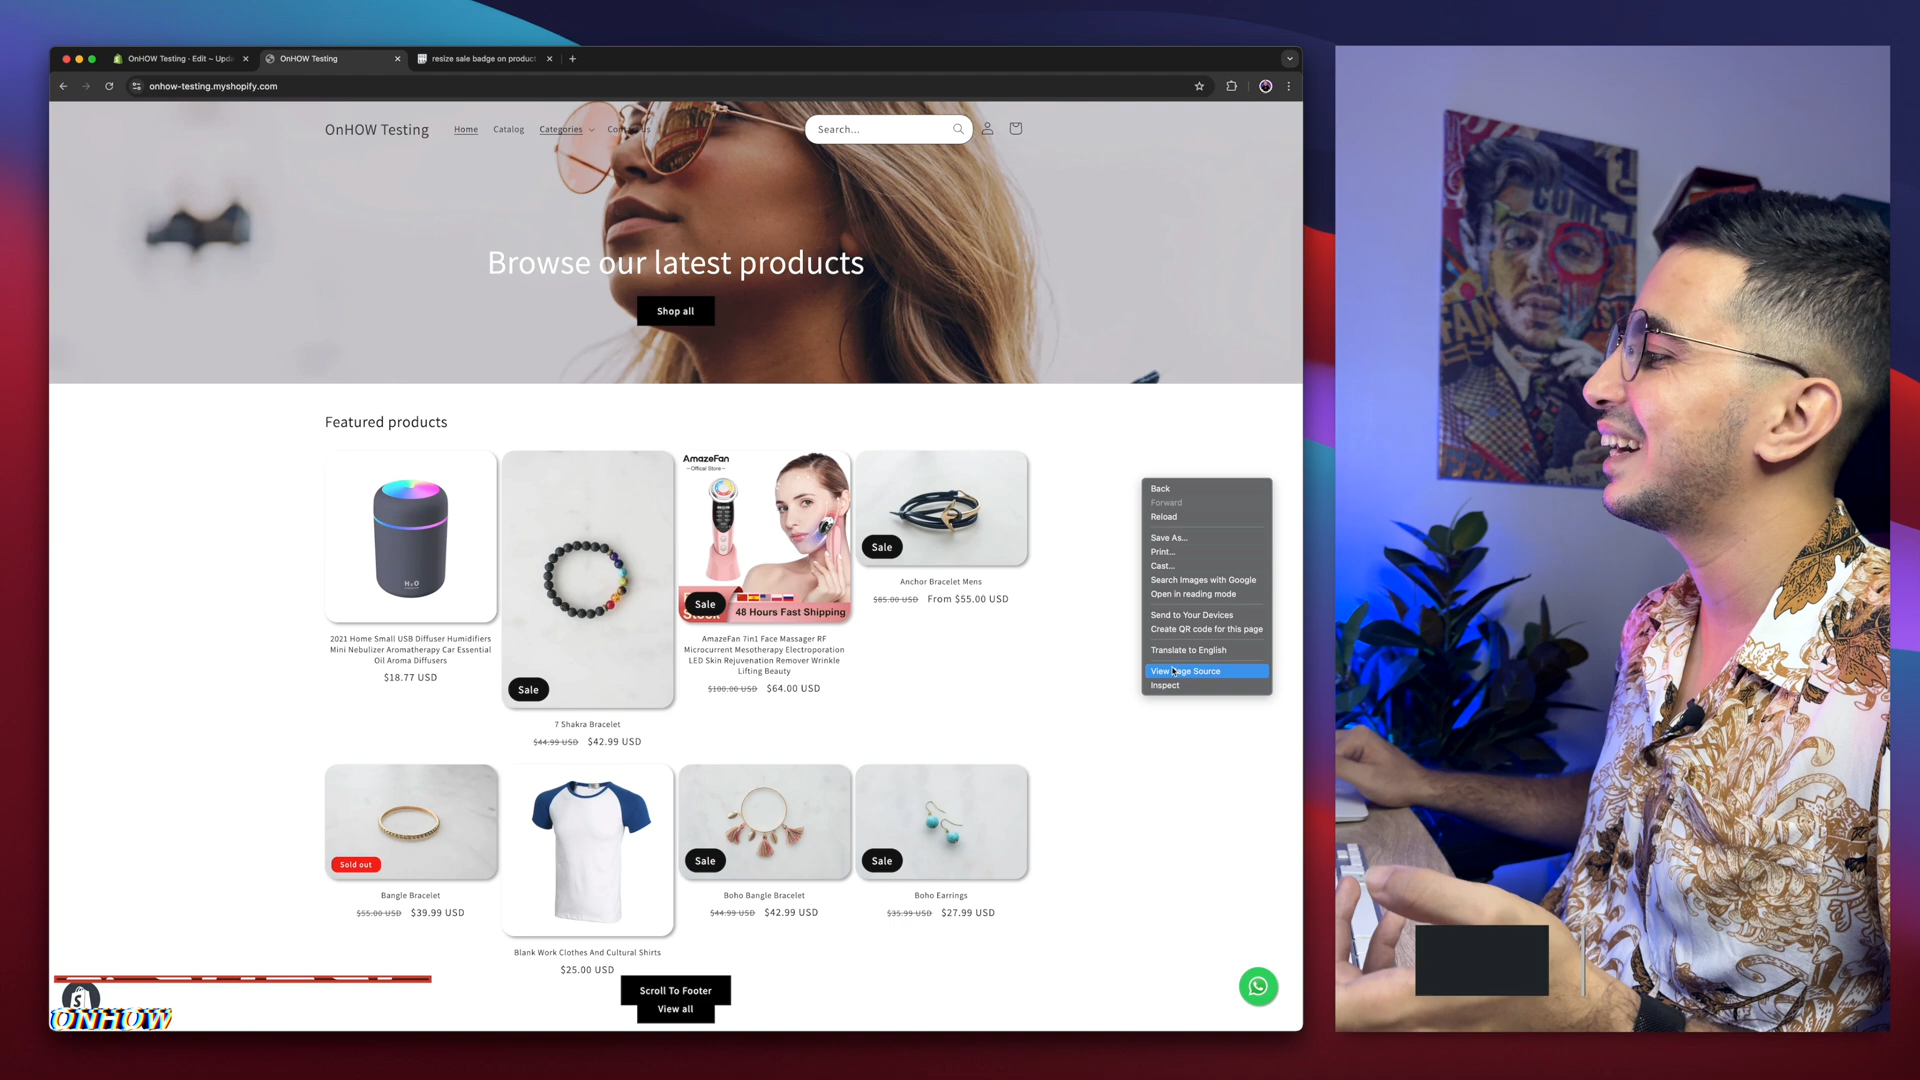 OnHOW Testing - Edit ~ Upda
OnHOW Testing
resize sale badge on product
onhow-testing.myshopify.com
OnHOW Testing
Home
Catalog
Categories
Search...
Browse our latest products
Shop all
Featured products
AmazeFan
~Official Store~
H₂O
Sale
Sale
48 Hours Fast Shipping
Sale
2021 Home Small USB Diffuser Humidifiers
Mini Nebulizer Aromatherapy Car Essential
Oil Aroma Diffusers
$18.77 USD
7 Shakra Bracelet
$44.99 USD $42.99 USD
AmazeFan 7in1 Face Massager RF
Microcurrent Mesotherapy Electroporation
LED Skin Rejuvenation Remover Wrinkle
Lifting Beauty
$100.00 USD $64.00 USD
Anchor Bracelet Mens
$85.00 USD From $55.00 USD
Sold out
Bangle Bracelet
$55.00 USD $39.99 USD
Blank Work Clothes And Cultural Shirts
$25.00 USD
Sale
Boho Bangle Bracelet
$44.99 USD $42.99 USD
Sale
Boho Earrings
$35.99 USD $27.99 USD
Scroll To Footer
View all
Back
Forward
Reload
Save As...
Print...
Cast...
Search Images with Google
Open in reading mode
Send to Your Devices
Create QR code for this page
Translate to English
View Page Source
Inspect
ONHOW